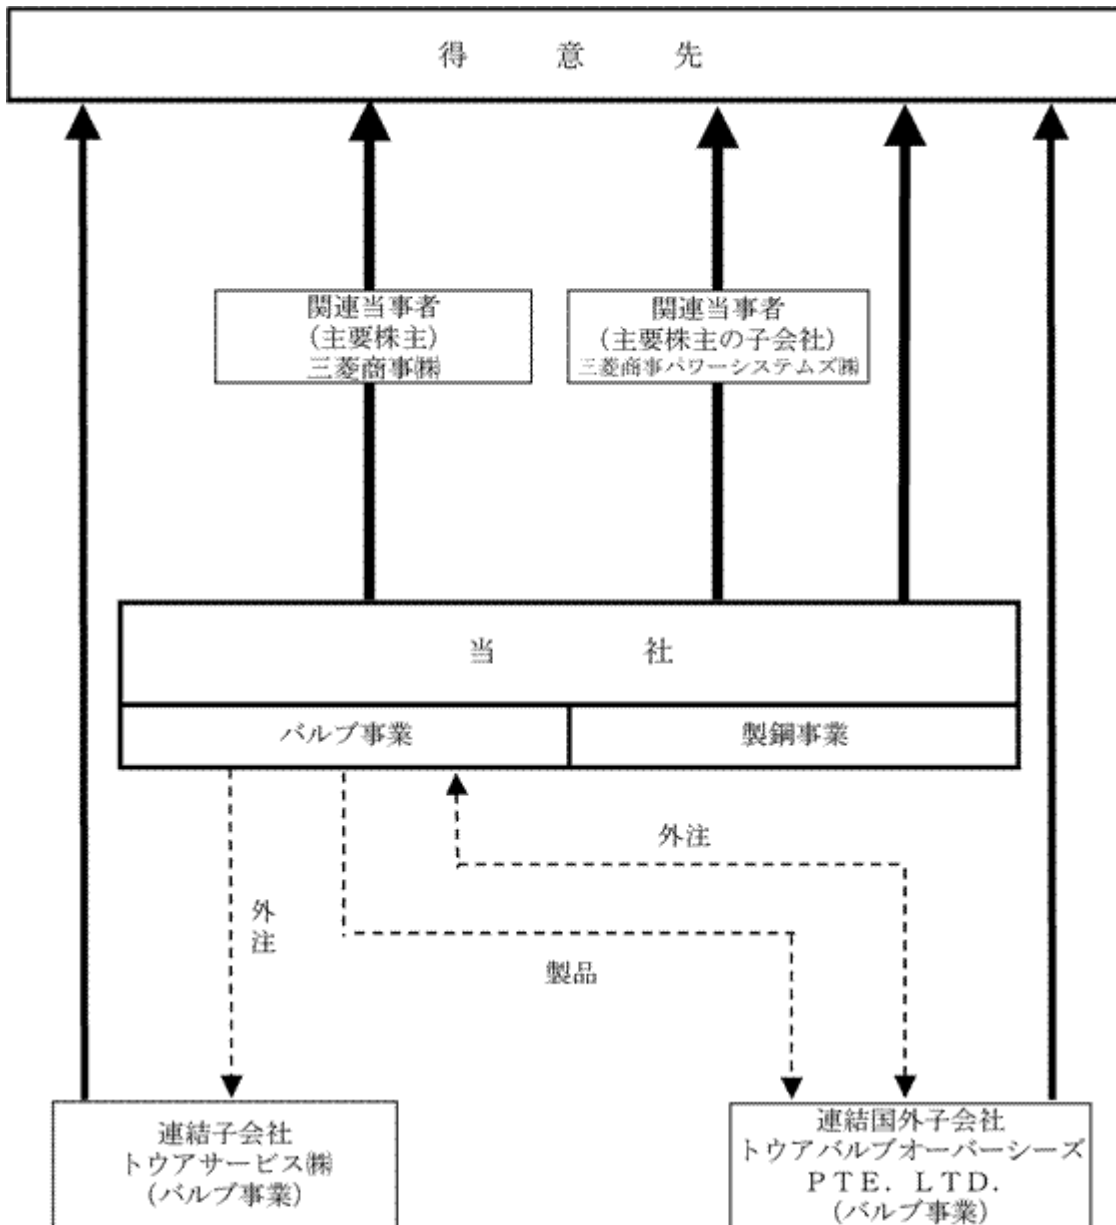 得意先
関連当事者
(主要株主)
三菱商事㈱
関連当事者
(主要株主の子会社)
三菱商事パワーシステムズ㈱
当社
バルブ事業
製鋼事業
外注
外注
製品
連結子会社
トウアサービス㈱
(バルブ事業)
連結国外子会社
トウアバルブオーバーシーズ
ＰＴＥ．ＬＴＤ．
(バルブ事業)